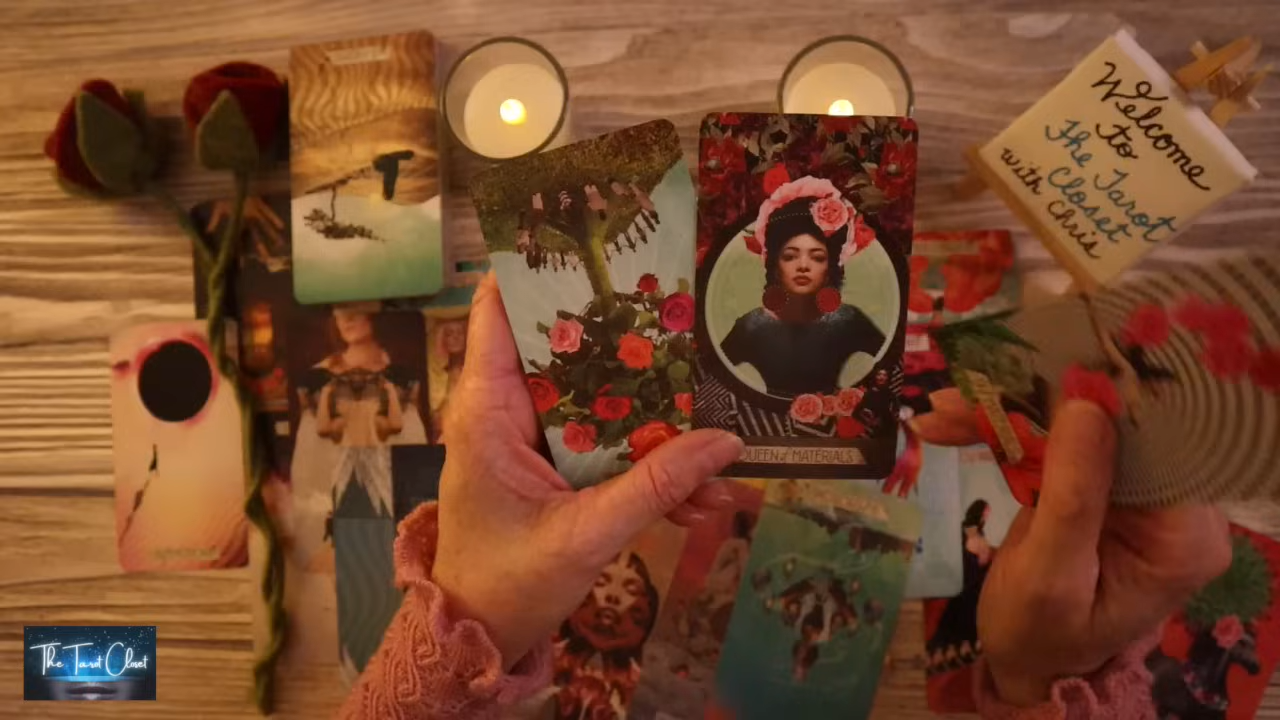 Welcome
to
The Tarot
Closet
with Chris
QUEEN of MATERIALS
The Tarot Closet